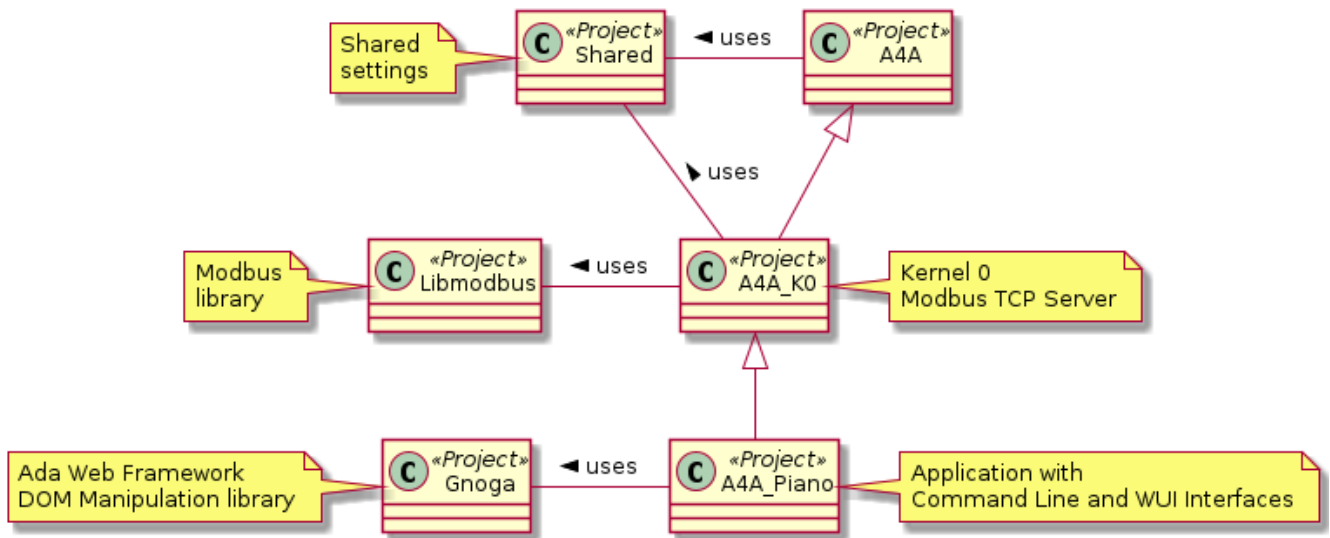 Shared
settings
C
«Project»
Shared
◄ uses
C
«Project»
A4A
◄ uses
Modbus
library
C
«Project»
Libmodbus
◄ uses
C
«Project»
A4A_K0
Kernel 0
Modbus TCP Server
Ada Web Framework
DOM Manipulation library
C
«Project»
Gnoga
◄ uses
C
«Project»
A4A_Piano
Application with
Command Line and WUI Interfaces